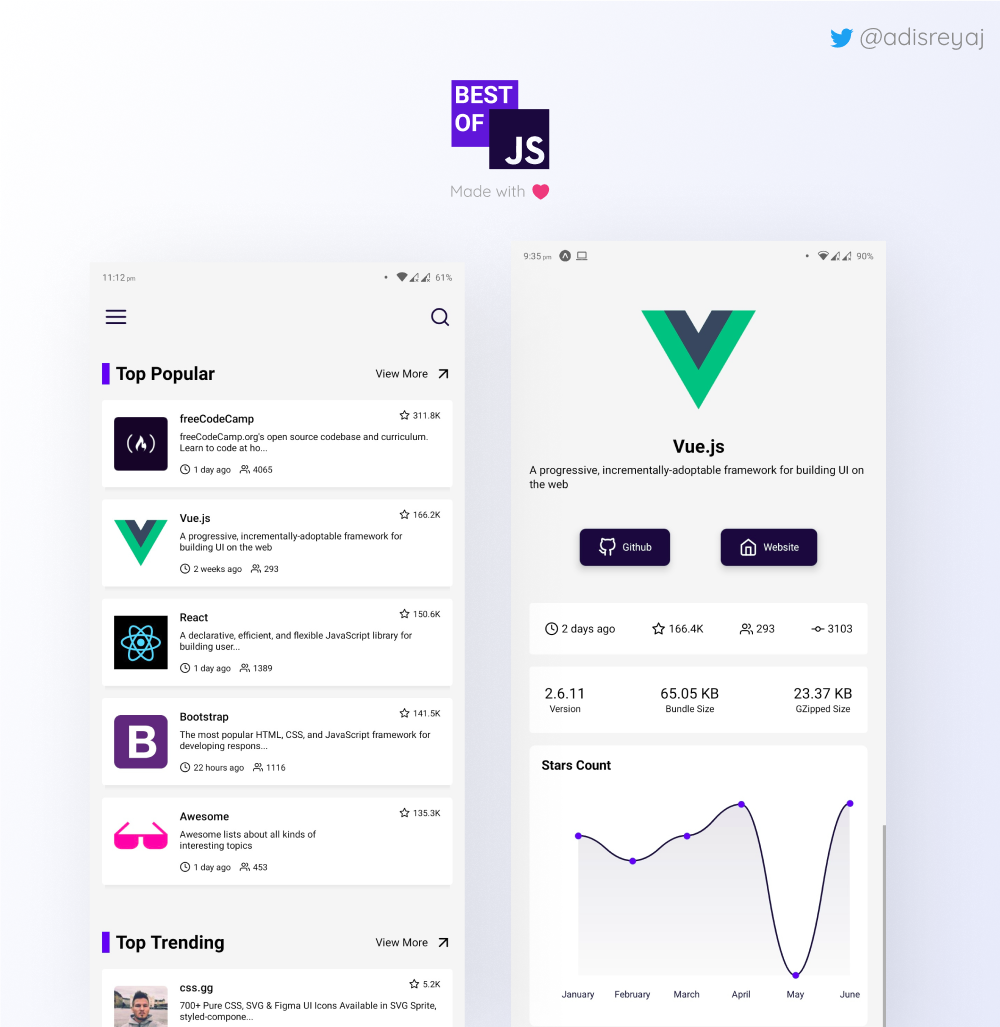 @adisreyaj
BEST
OF
JS
Made with
11:12 pm
61%
Top Popular
View More
freeCodeCamp
311.8K
freeCodeCamp.org's open source codebase and curriculum.
Learn to code at ho...
1 day ago 4065
Vue.js
166.2K
A progressive, incrementally-adoptable framework for
building UI on the web
2 weeks ago 293
React
150.6K
A declarative, efficient, and flexible JavaScript library for
building user...
1 day ago 1389
B
Bootstrap
141.5K
The most popular HTML, CSS, and JavaScript framework for
developing respons...
22 hours ago 1116
Awesome
135.3K
Awesome lists about all kinds of
interesting topics
1 day ago 453
Top Trending
View More
css.gg
5.2K
700+ Pure CSS, SVG & Figma UI Icons Available in SVG Sprite,
styled-compone...
9:35 pm
90%
Vue.js
A progressive, incrementally-adoptable framework for building UI on
the web
Github
Website
2 days ago 166.4K 293 3103
2.6.11 65.05 KB 23.37 KB
Version Bundle Size GZipped Size
Stars Count
January February March April May June